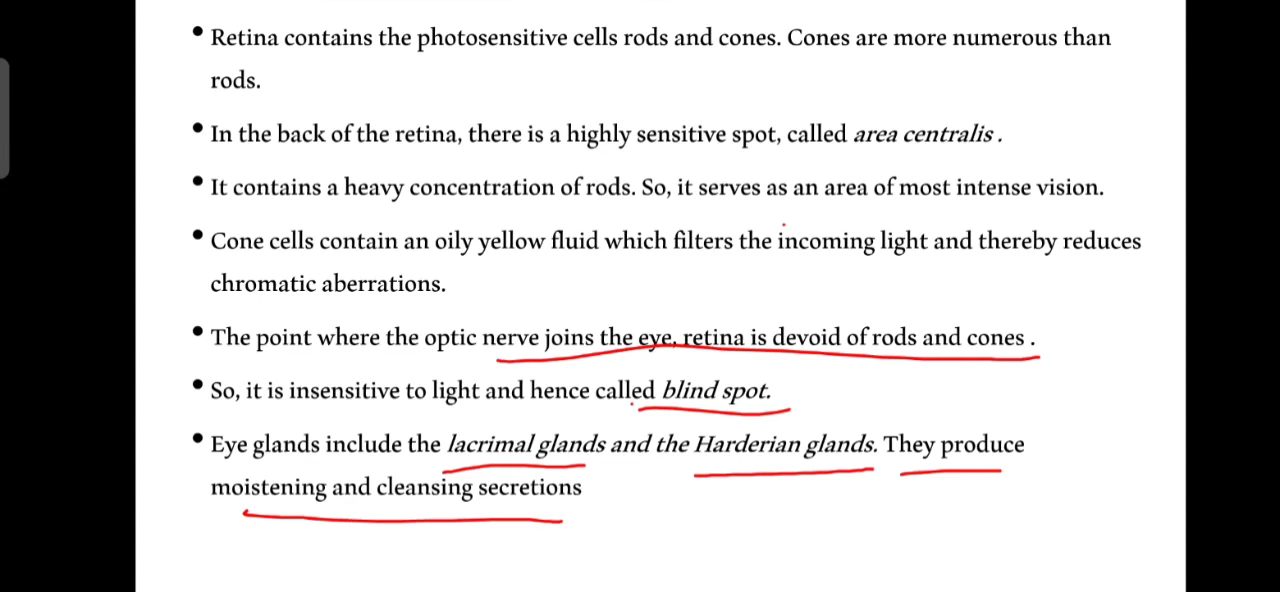 • Retina contains the photosensitive cells rods and cones. Cones are more numerous than
rods.
• In the back of the retina, there is a highly sensitive spot, called area centralis .
• It contains a heavy concentration of rods. So, it serves as an area of most intense vision.
• Cone cells contain an oily yellow fluid which filters the incoming light and thereby reduces
chromatic aberrations.
• The point where the optic nerve joins the eye, retina is devoid of rods and cones .
• So, it is insensitive to light and hence called blind spot.
• Eye glands include the lacrimal glands and the Harderian glands. They produce
moistening and cleansing secretions